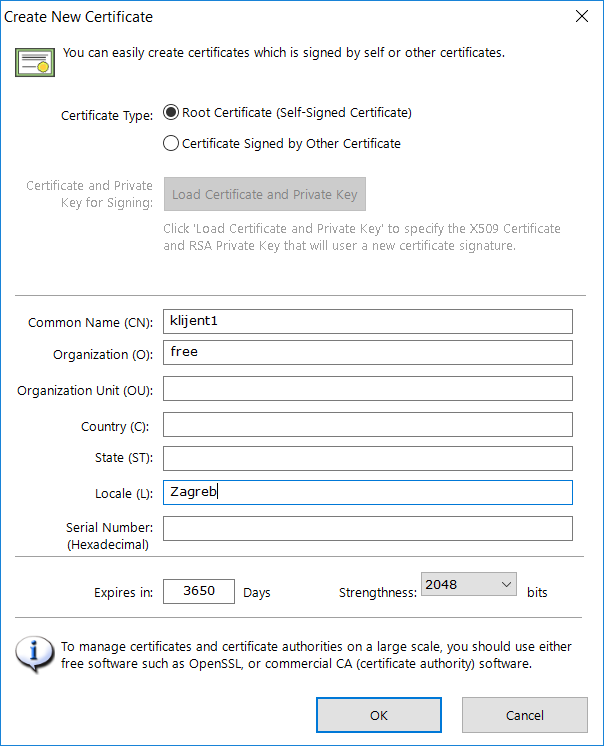 Create New Certificate
You can easily create certificates which is signed by self or other certificates.
Certificate Type:
Root Certificate (Self-Signed Certificate)
Certificate Signed by Other Certificate
Certificate and Private
Key for Signing:
Load Certificate and Private Key
Click 'Load Certificate and Private Key' to specify the X509 Certificate
and RSA Private Key that will user a new certificate signature.
Common Name (CN): klijent1
Organization (O): free
Organization Unit (OU):
Country (C):
State (ST):
Locale (L): Zagreb
Serial Number:
(Hexadecimal)
Expires in: 3650 Days Strengthness: 2048 bits
To manage certificates and certificate authorities on a large scale, you should use either
free software such as OpenSSL, or commercial CA (certificate authority) software.
OK Cancel